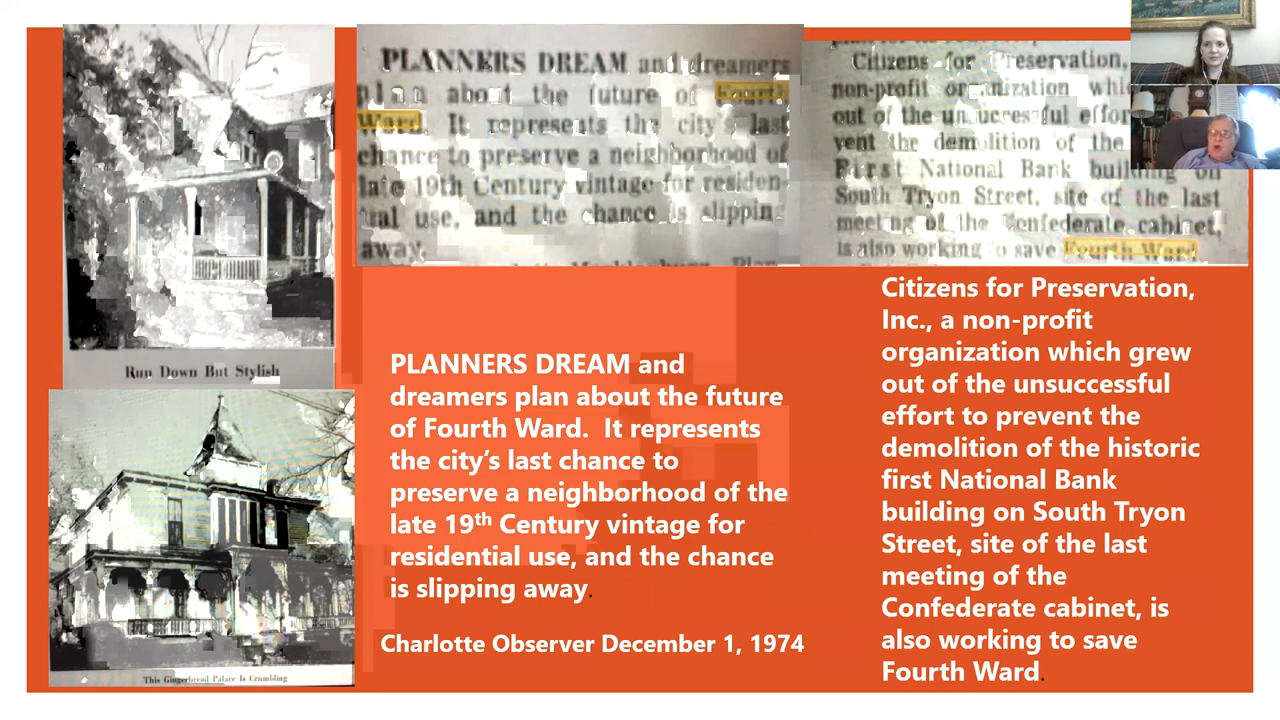 PLANNERS DREAM and dreamers
plan about the future of Fourth
Ward. It represents the city's last
chance to preserve a neighborhood of
late 19th Century vintage for residen-
tial use, and the chance is slipping
away.
Citizens for Preservation,
non-profit organization
out of the unsuccessful
vent the demolition of the
First National Bank building on
South Tryon Street, site of the last
meeting of the Confederate cabinet,
is also working to save Fourth Ward.
Run Down But Stylish
This Gingerbread Palace Is Crumbling
PLANNERS DREAM and
dreamers plan about the future
of Fourth Ward. It represents
the city’s last chance to
preserve a neighborhood of the
late 19th Century vintage for
residential use, and the chance
is slipping away.
Charlotte Observer December 1, 1974
Citizens for Preservation,
Inc., a non-profit
organization which grew
out of the unsuccessful
effort to prevent the
demolition of the historic
first National Bank
building on South Tryon
Street, site of the last
meeting of the
Confederate cabinet, is
also working to save
Fourth Ward.